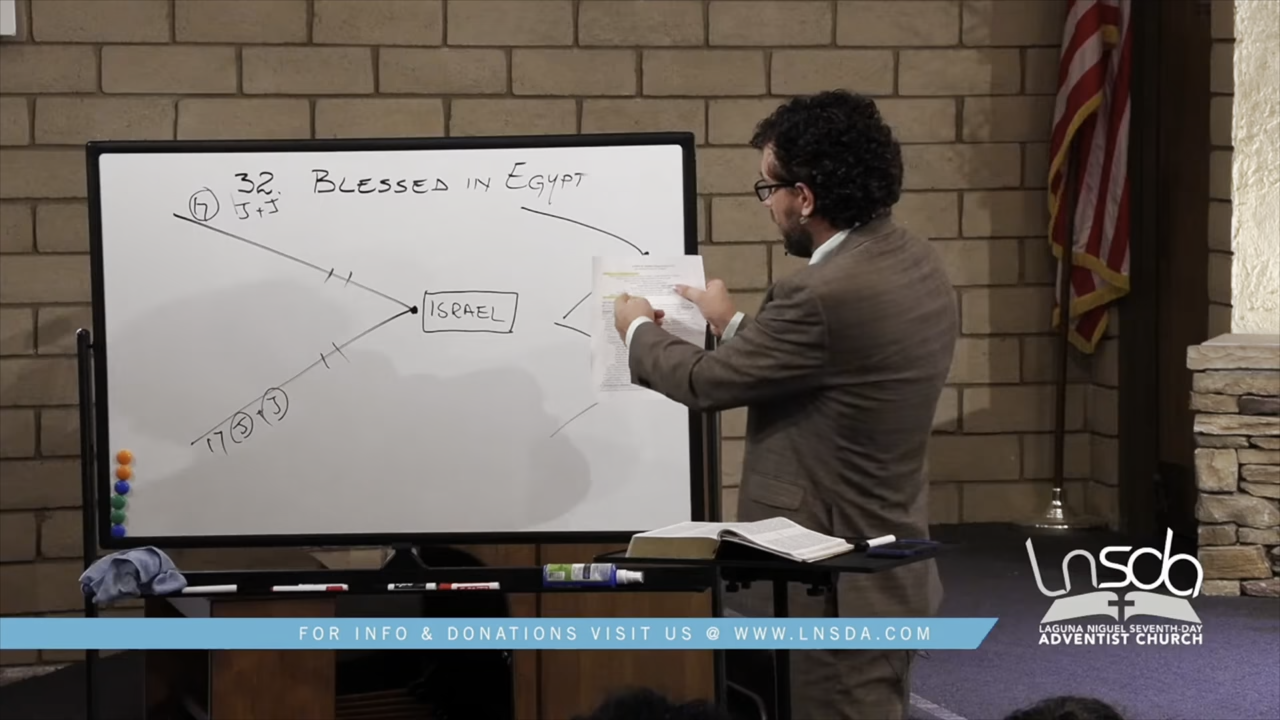 32. BLESSED IN EGYPT
17 J + J
ISRAEL
17 J + J
LNSDA
LAGUNA NIGUEL SEVENTH-DAY
ADVENTIST CHURCH
FOR INFO & DONATIONS VISIT US @ WWW.LNSDA.COM